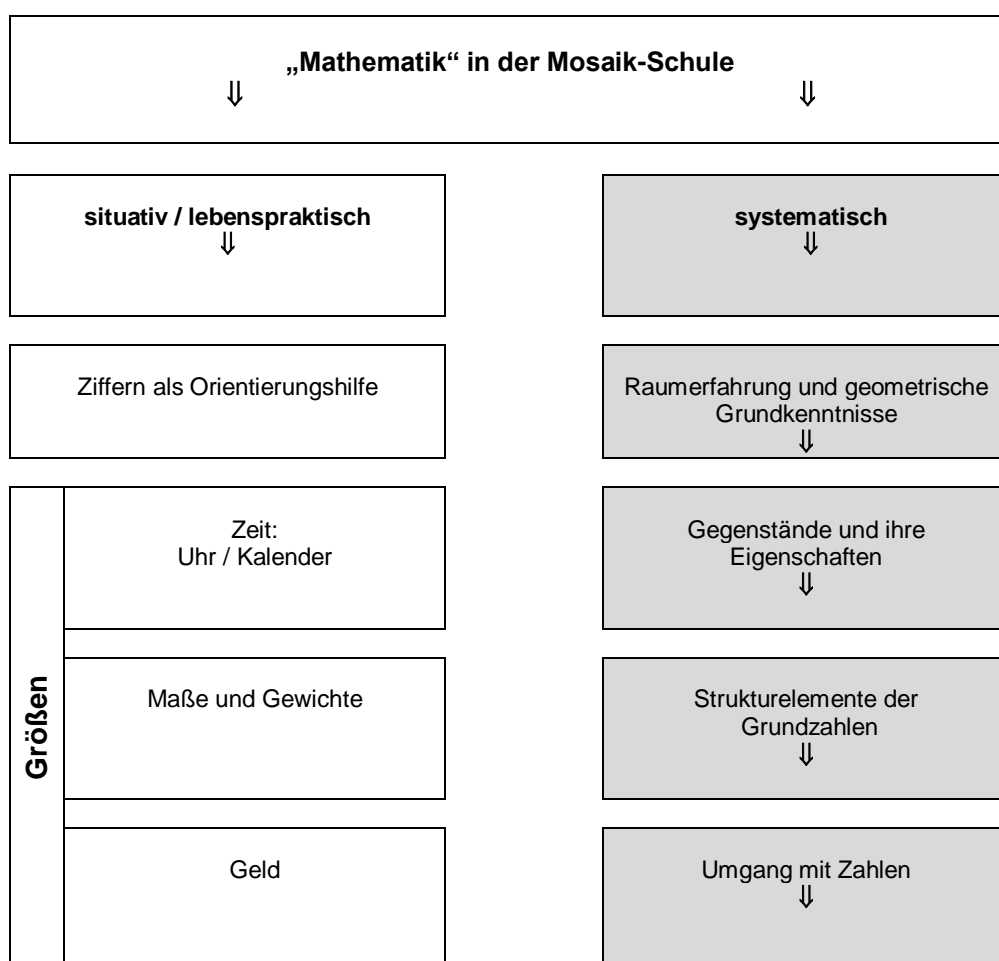 „Mathematik“ in der Mosaik-Schule
⇓ ⇓
situativ / lebenspraktisch
⇓
systematisch
⇓
Ziffern als Orientierungshilfe
Raumerfahrung und geometrische
Grundkenntnisse
⇓
Größen
Zeit:
Uhr / Kalender
Gegenstände und ihre
Eigenschaften
⇓
Maße und Gewichte
Strukturelemente der
Grundzahlen
⇓
Geld
Umgang mit Zahlen
⇓